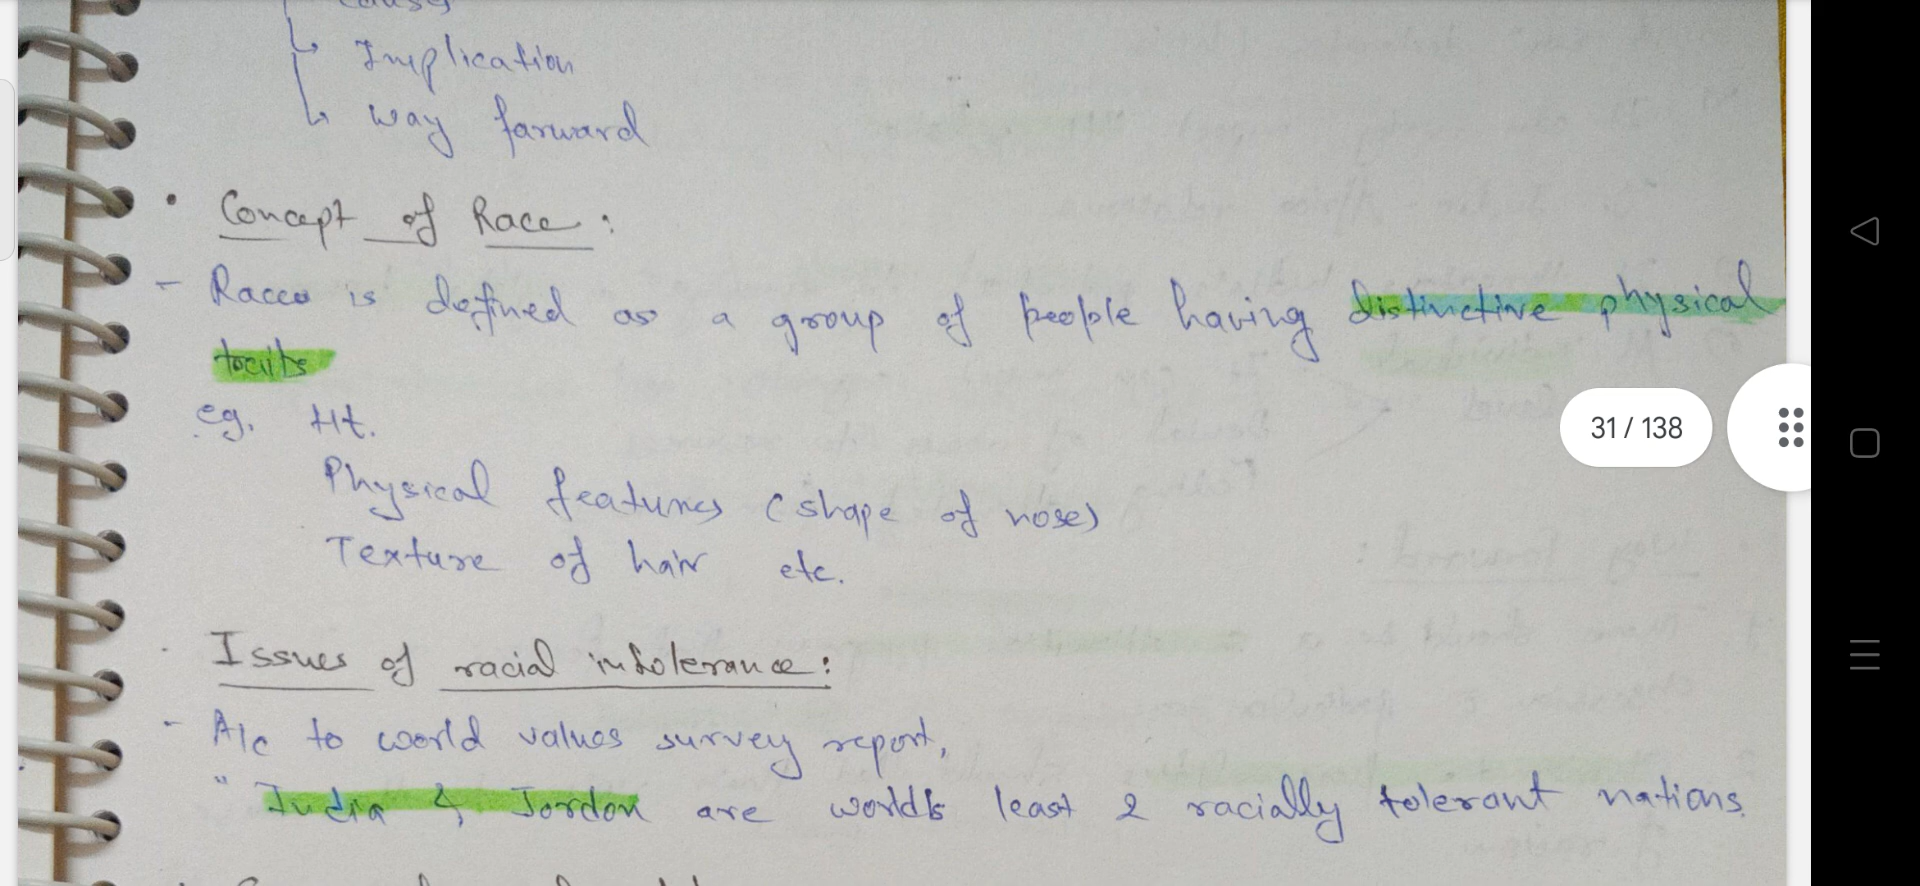 causes
↳ Implication
↳ way forward
• Concept of Race :
- Race is defined as a group of people having distinctive physical
traits
eg. Ht.
Physical features (shape of nose)
Texture of hair etc.
31 / 138
· Issues of racial intolerance :
- A/c to world values survey report,
" India & Jordon are world's least 2 racially tolerant nations.